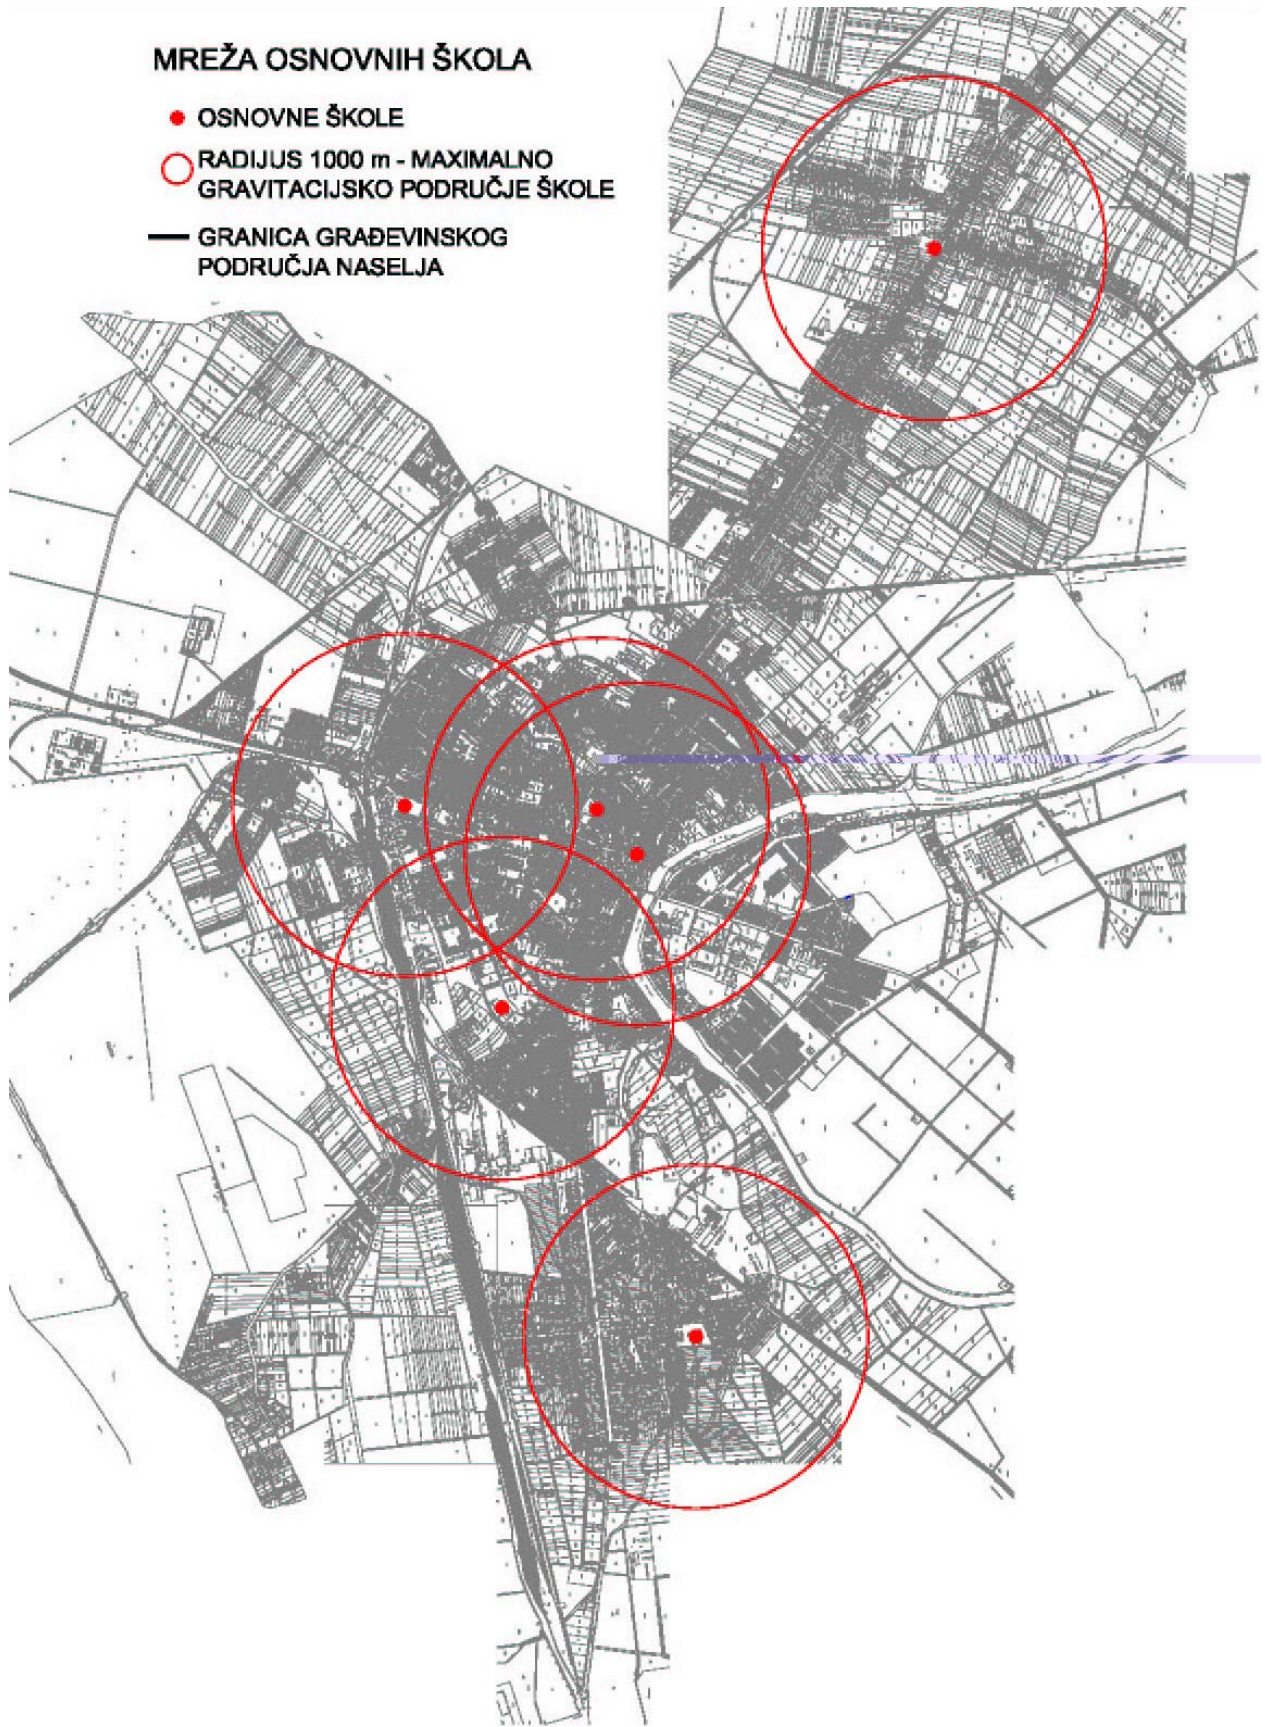 MREŽA OSNOVNIH ŠKOLA
OSNOVNE ŠKOLE
RADIJUS 1000 m - MAXIMALNO
GRAVITACIJSKO PODRUČJE ŠKOLE
GRANICA GRAĐEVINSKOG
PODRUČJA NASELJA